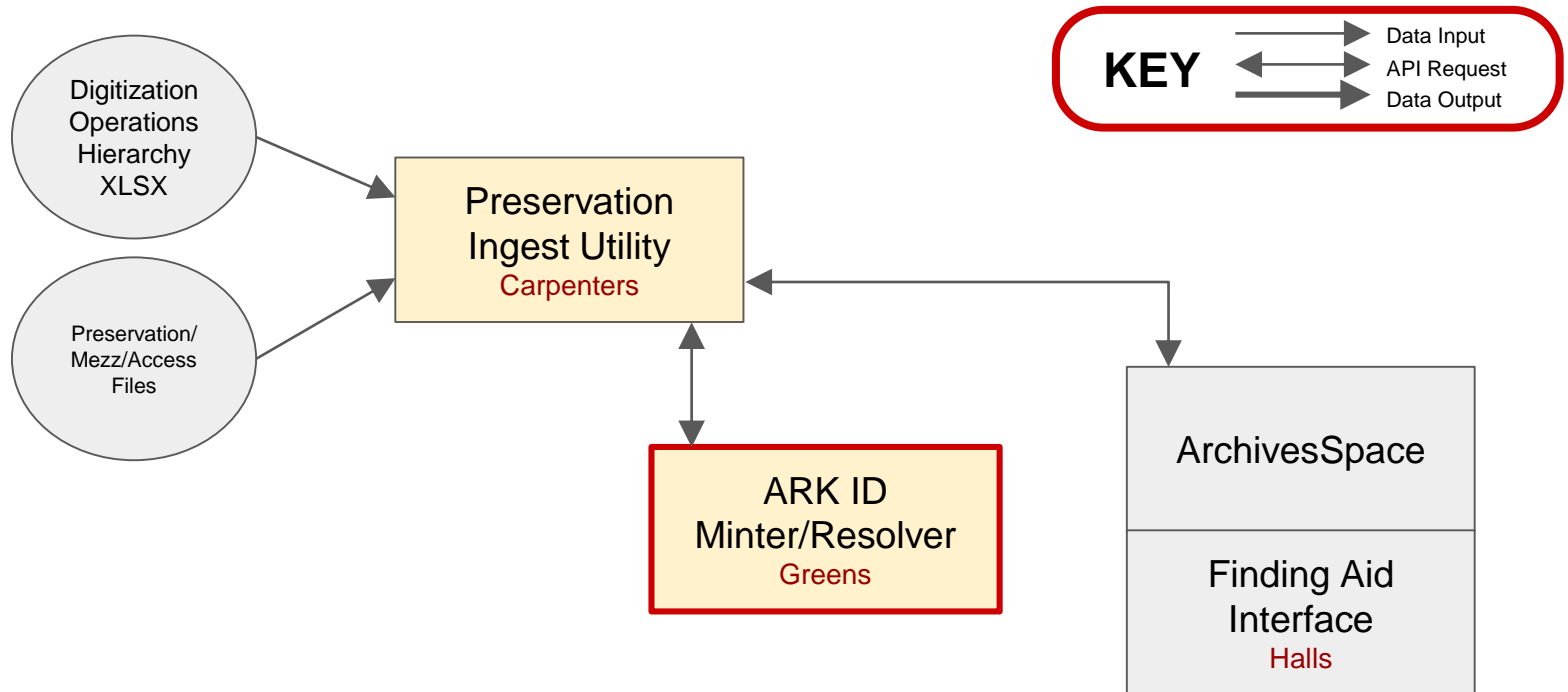 Digitization
Operations
Hierarchy
XLSX
KEY
Data Input
API Request
Data Output
Preservation
Ingest Utility
Carpenters
Preservation/
Mezz/Access
Files
ARK ID
Minter/Resolver
Greens
ArchivesSpace
Finding Aid
Interface
Halls